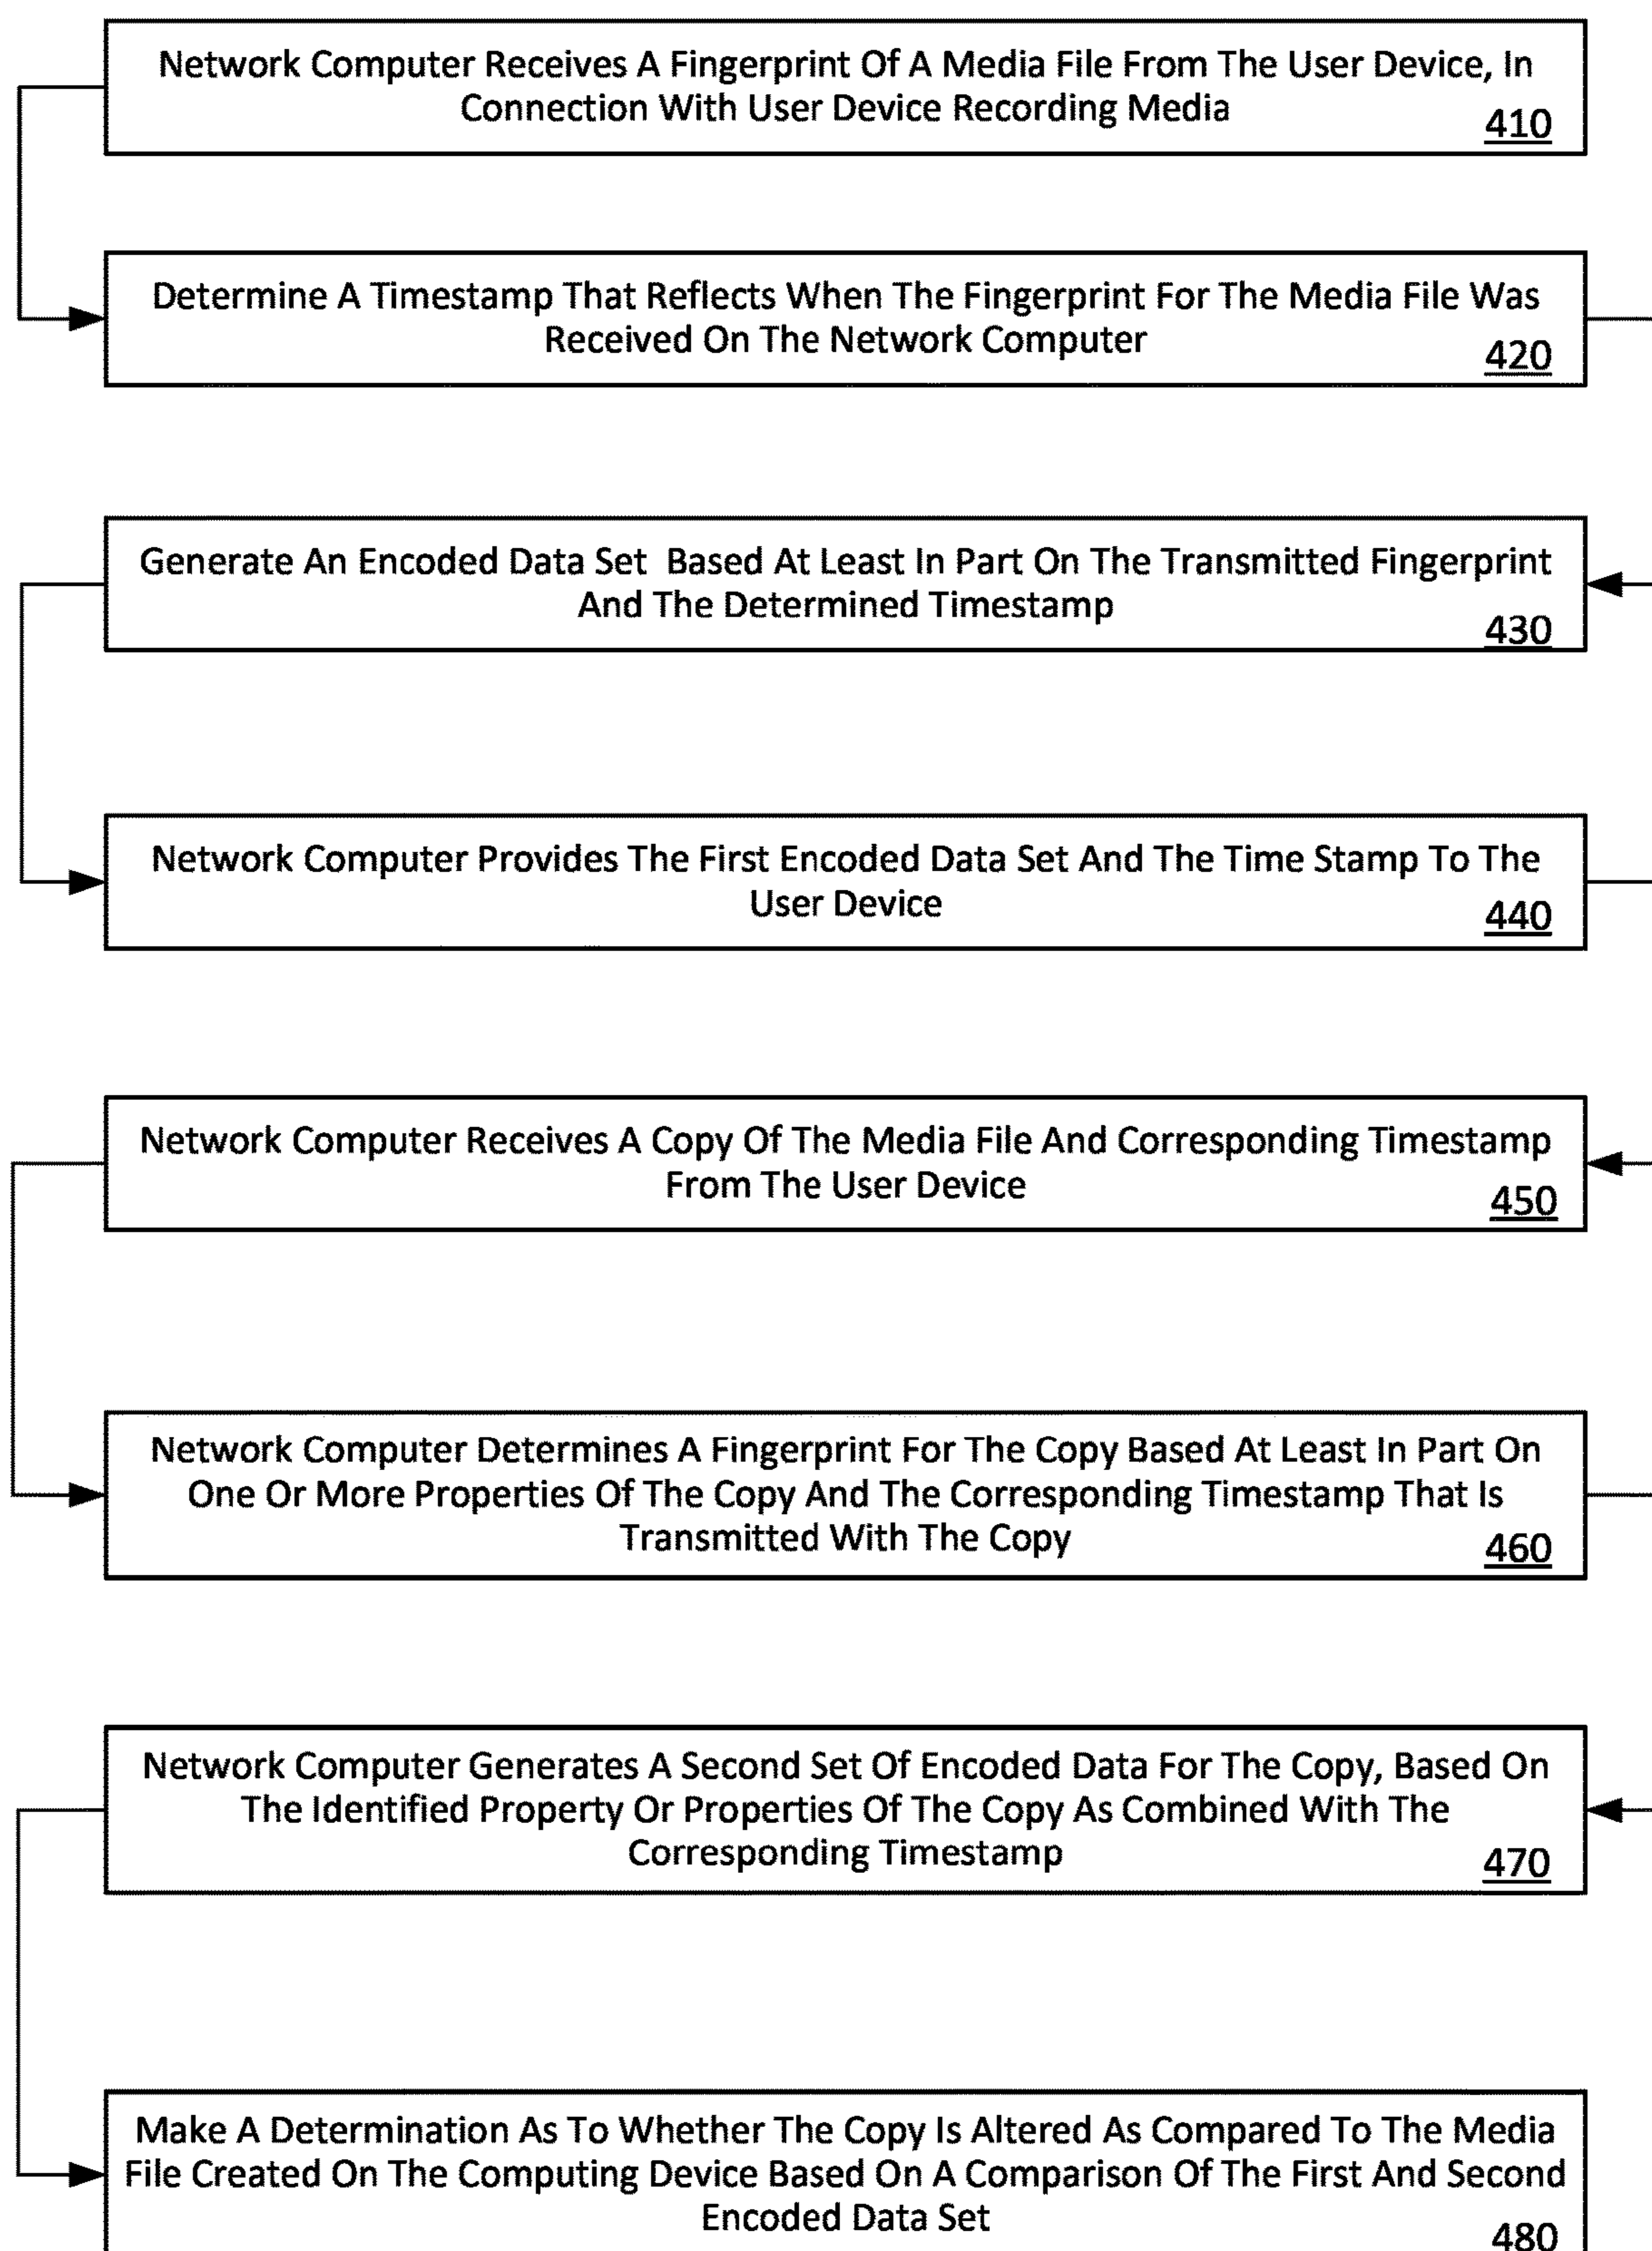 Network Computer Receives A Fingerprint Of A Media File From The User Device, In
Connection With User Device Recording Media
410
Determine A Timestamp That Reflects When The Fingerprint For The Media File Was
Received On The Network Computer
420
Generate An Encoded Data Set  Based At Least In Part On The Transmitted Fingerprint
And The Determined Timestamp
430
Network Computer Provides The First Encoded Data Set And The Time Stamp To The
User Device
440
Network Computer Receives A Copy Of The Media File And Corresponding Timestamp
From The User Device
450
Network Computer Determines A Fingerprint For The Copy Based At Least In Part On
One Or More Properties Of The Copy And The Corresponding Timestamp That Is
Transmitted With The Copy
460
Network Computer Generates A Second Set Of Encoded Data For The Copy, Based On
The Identified Property Or Properties Of The Copy As Combined With The
Corresponding Timestamp
470
Make A Determination As To Whether The Copy Is Altered As Compared To The Media
File Created On The Computing Device Based On A Comparison Of The First And Second
Encoded Data Set
480